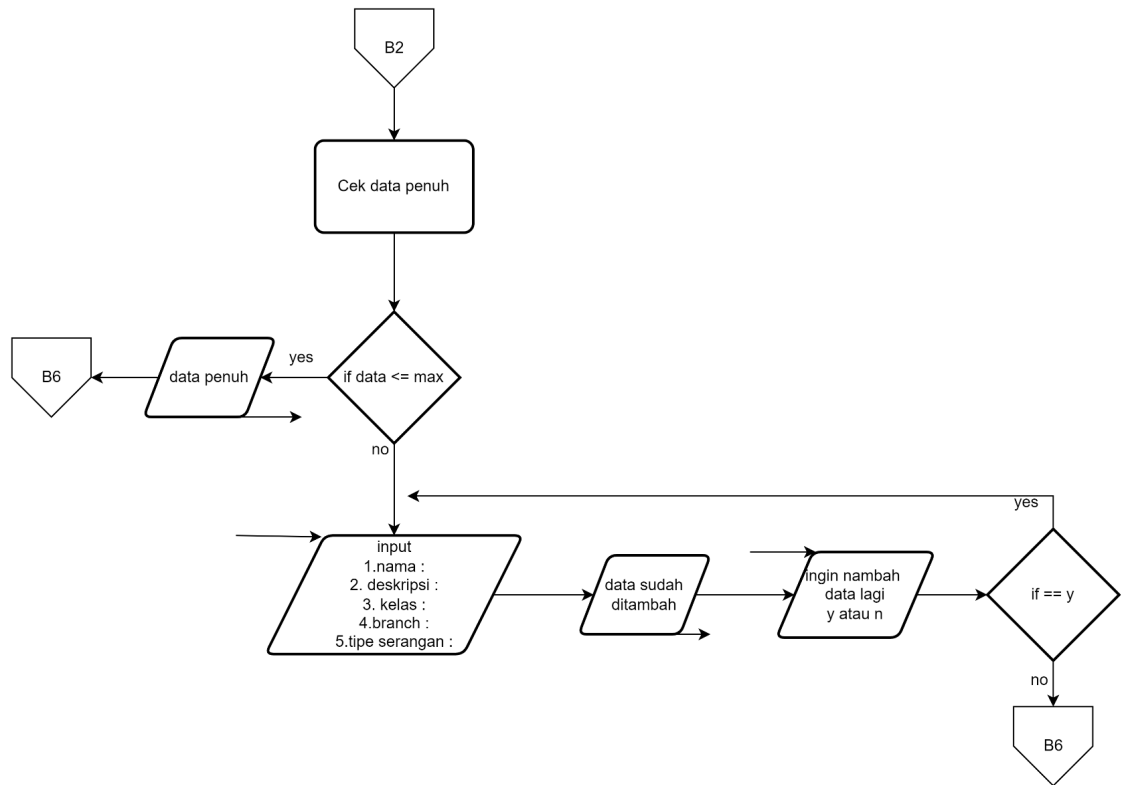 B2
Cek data penuh
if data <= max
yes
data penuh
B6
no
input
1.nama :
2. deskripsi :
3. kelas :
4.branch :
5.tipe serangan :
data sudah
ditambah
ingin nambah
data lagi
y atau n
if == y
yes
no
B6